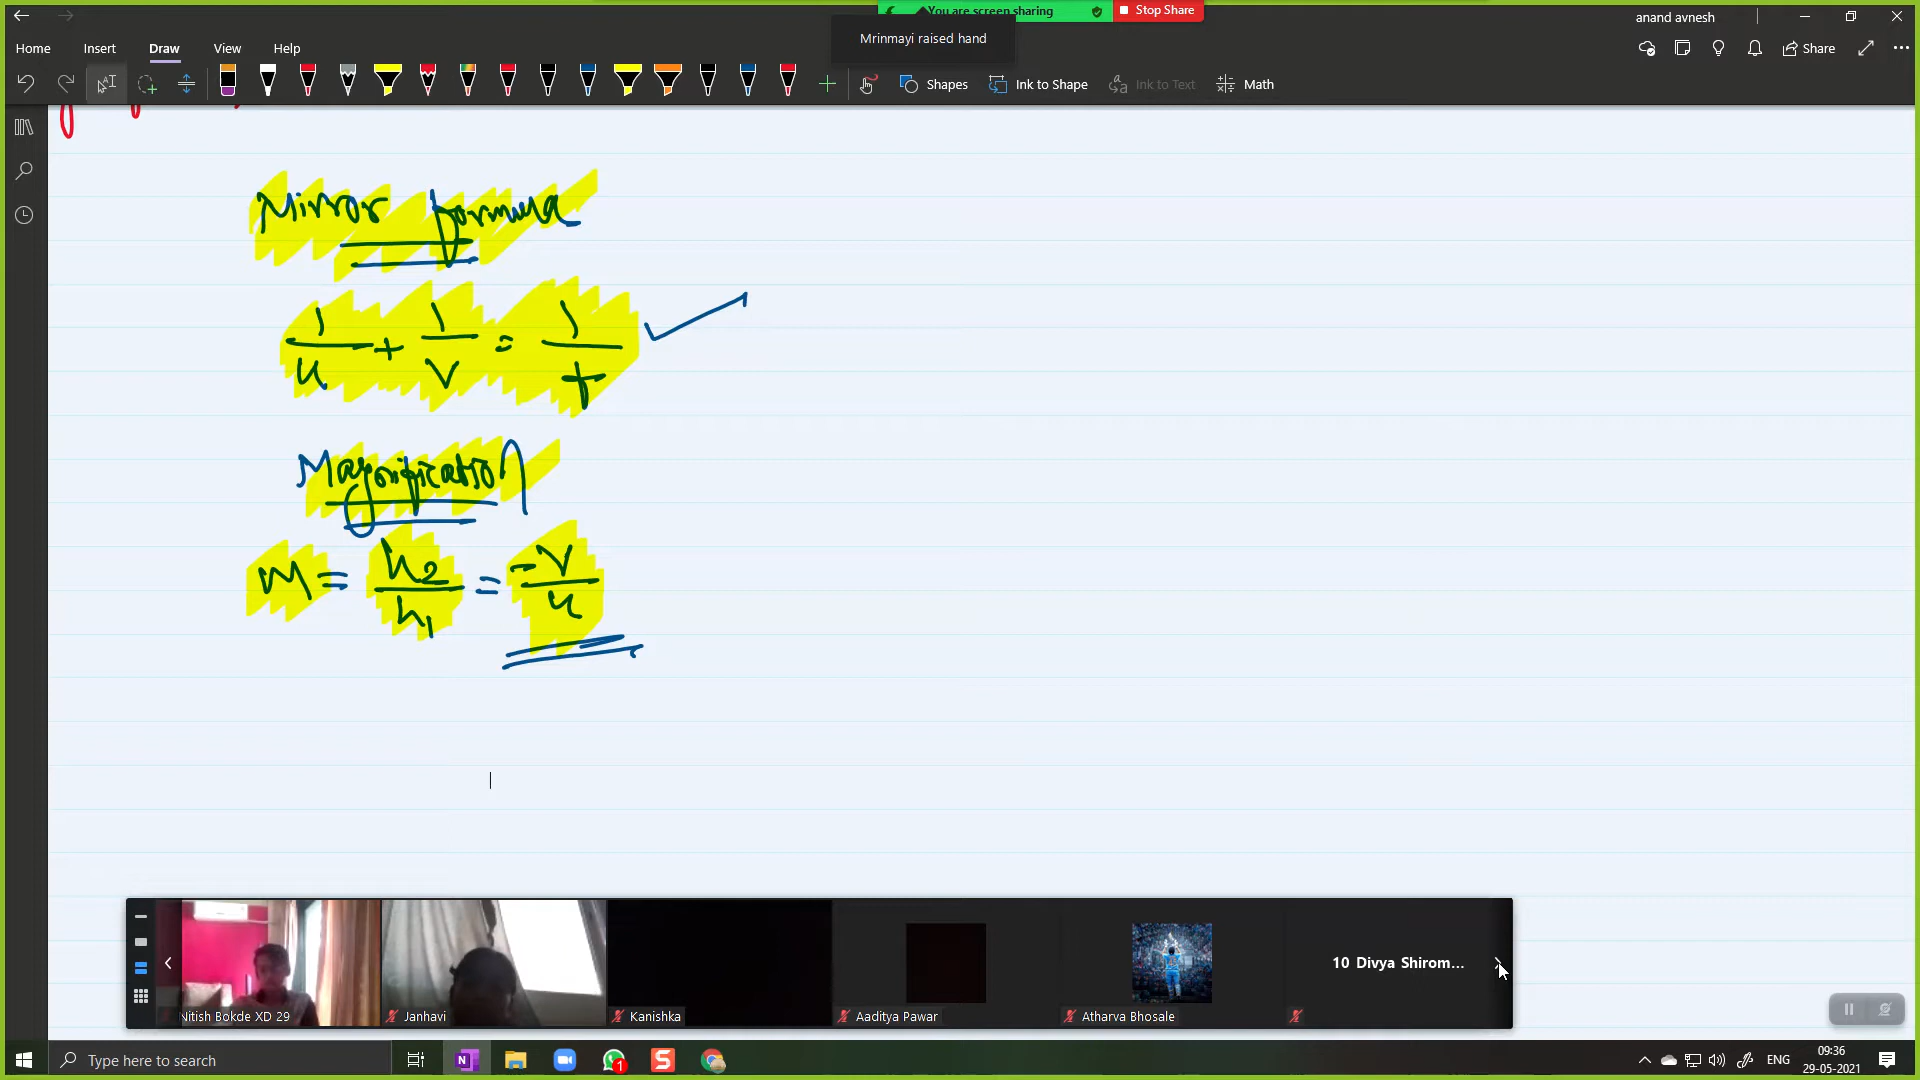 You are screen sharing
Stop Share
anand avnesh
Mrinmayi raised hand
Home Insert Draw View Help
Share
Shapes
Ink to Shape
Ink to Text
Math
Mirror formula
1/u + 1/v = 1/f
Magnification
m = h2/h1 = -v/u
Nitish Bokde XD 29
Janhavi
Kanishka
Aaditya Pawar
Atharva Bhosale
10 Divya Shirom...
Type here to search
N
1
S
ENG
09:36
29-05-2021